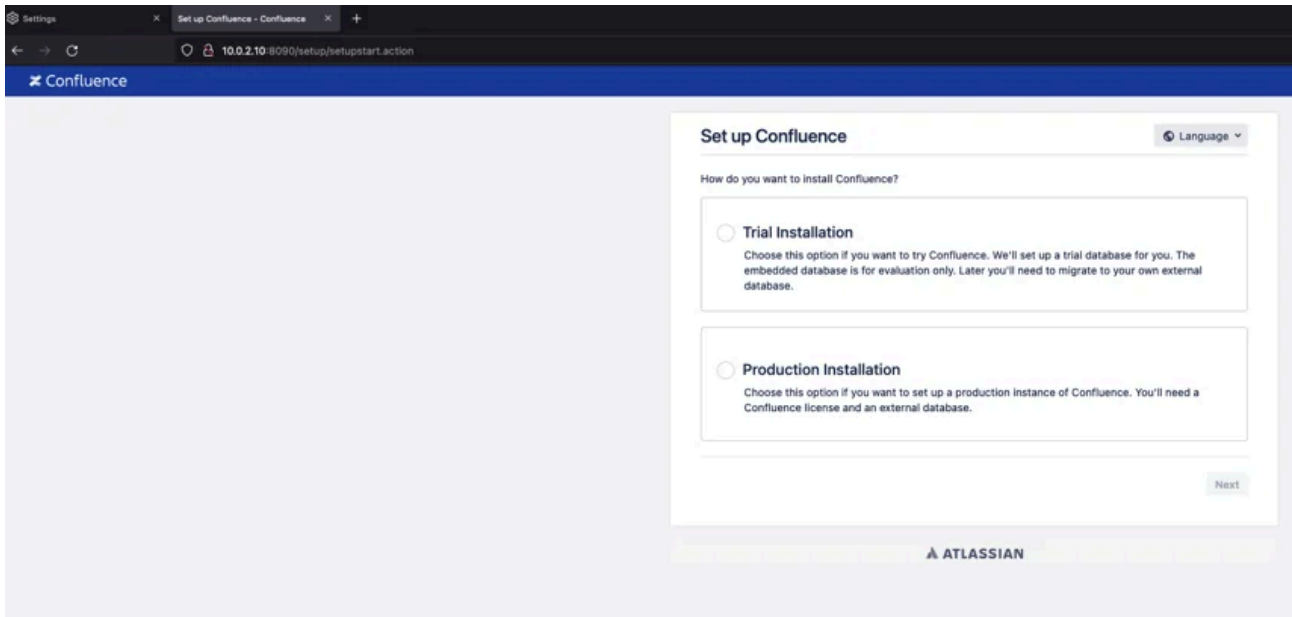 Settings
Set up Confluence - Confluence
10.0.2.10:8090/setup/setupstart.action
Confluence
Set up Confluence
Language
How do you want to install Confluence?
Trial Installation
Choose this option if you want to try Confluence. We'll set up a trial database for you. The
embedded database is for evaluation only. Later you'll need to migrate to your own external
database.
Production Installation
Choose this option if you want to set up a production instance of Confluence. You'll need a
Confluence license and an external database.
Next
ATLASSIAN